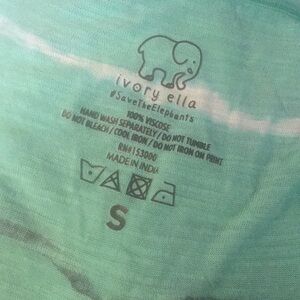 ivory ella
#SaveTheElephants
100% VISCOSE
HAND WASH SEPARATELY / DO NOT TUMBLE
DO NOT BLEACH / COOL IRON / DO NOT IRON ON PRINT
RN#153000
MADE IN INDIA
S